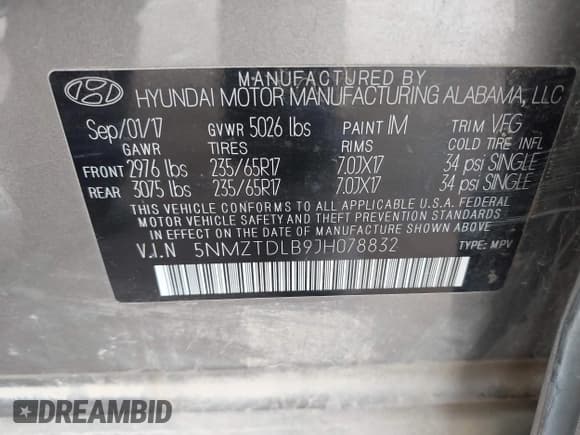 MANUFACTURED BY
HYUNDAI MOTOR MANUFACTURING ALABAMA, LLC
Sep/01/17 GVWR 5026 lbs PAINT IM TRIM VFG
GAWR TIRES RIMS COLD TIRE INFL
FRONT 2976 lbs 235/65R17 7.0JX17 34 psi SINGLE
REAR 3075 lbs 235/65R17 7.0JX17 34 psi SINGLE
THIS VEHICLE CONFORMS TO ALL APPLICABLE U.S.A. FEDERAL
MOTOR VEHICLE SAFETY AND THEFT PREVENTION STANDARDS
IN EFFECT ON THE DATE OF MANUFACTURE SHOWN ABOVE.
V.I.N 5NMZTDLB9JH078832 TYPE: MPV
DREAMBID